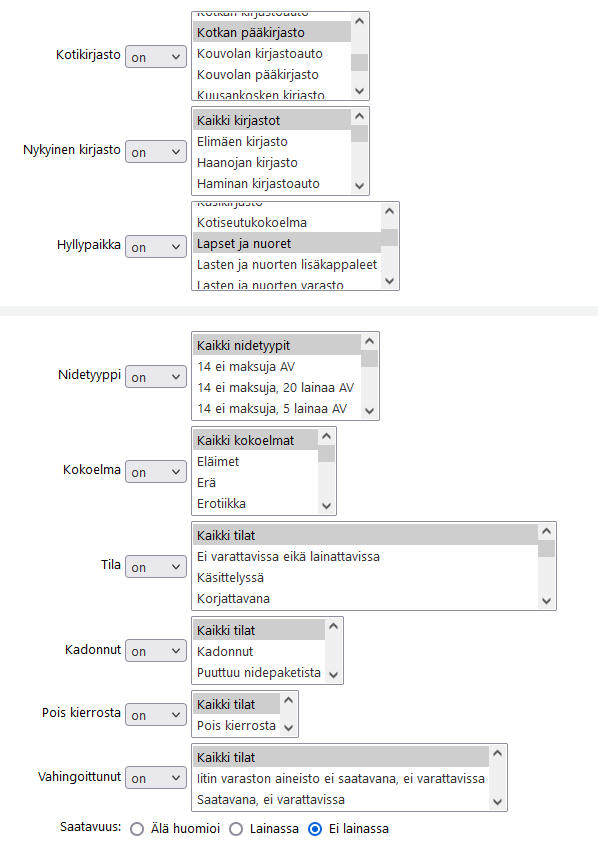 Kotkan kirjastoauto
Kotikirjasto on Kotkan pääkirjasto
Kouvolan kirjastoauto
Kouvolan pääkirjasto
Kuusankosken kirjasto
Kaikki kirjastot
Nykyinen kirjasto on Elimäen kirjasto
Haanojan kirjasto
Haminan kirjastoauto
Käsikirjasto
Kotiseutukokoelma
Hyllypaikka on Lapset ja nuoret
Lasten ja nuorten lisäkappaleet
Lasten ja nuorten varasto
Kaikki nidetyypit
14 ei maksuja AV
Nidetyyppi on 14 ei maksuja, 20 lainaa AV
14 ei maksuja, 5 lainaa AV
Kaikki kokoelmat
Eläimet
Kokoelma on Erä
Erotiikka
Kaikki tilat
Ei varattavissa eikä lainattavissa
Tila on Käsittelyssä
Korjattavana
Kaikki tilat
Kadonnut on Kadonnut
Puuttuu nidepaketista
Kaikki tilat
Pois kierrosta on Pois kierrosta
Kaikki tilat
Vahingoittunut on Iitin varaston aineisto ei saatavana, ei varattavissa
Saatavana, ei varattavissa
Saatavuus: Älä huomioi Lainassa Ei lainassa